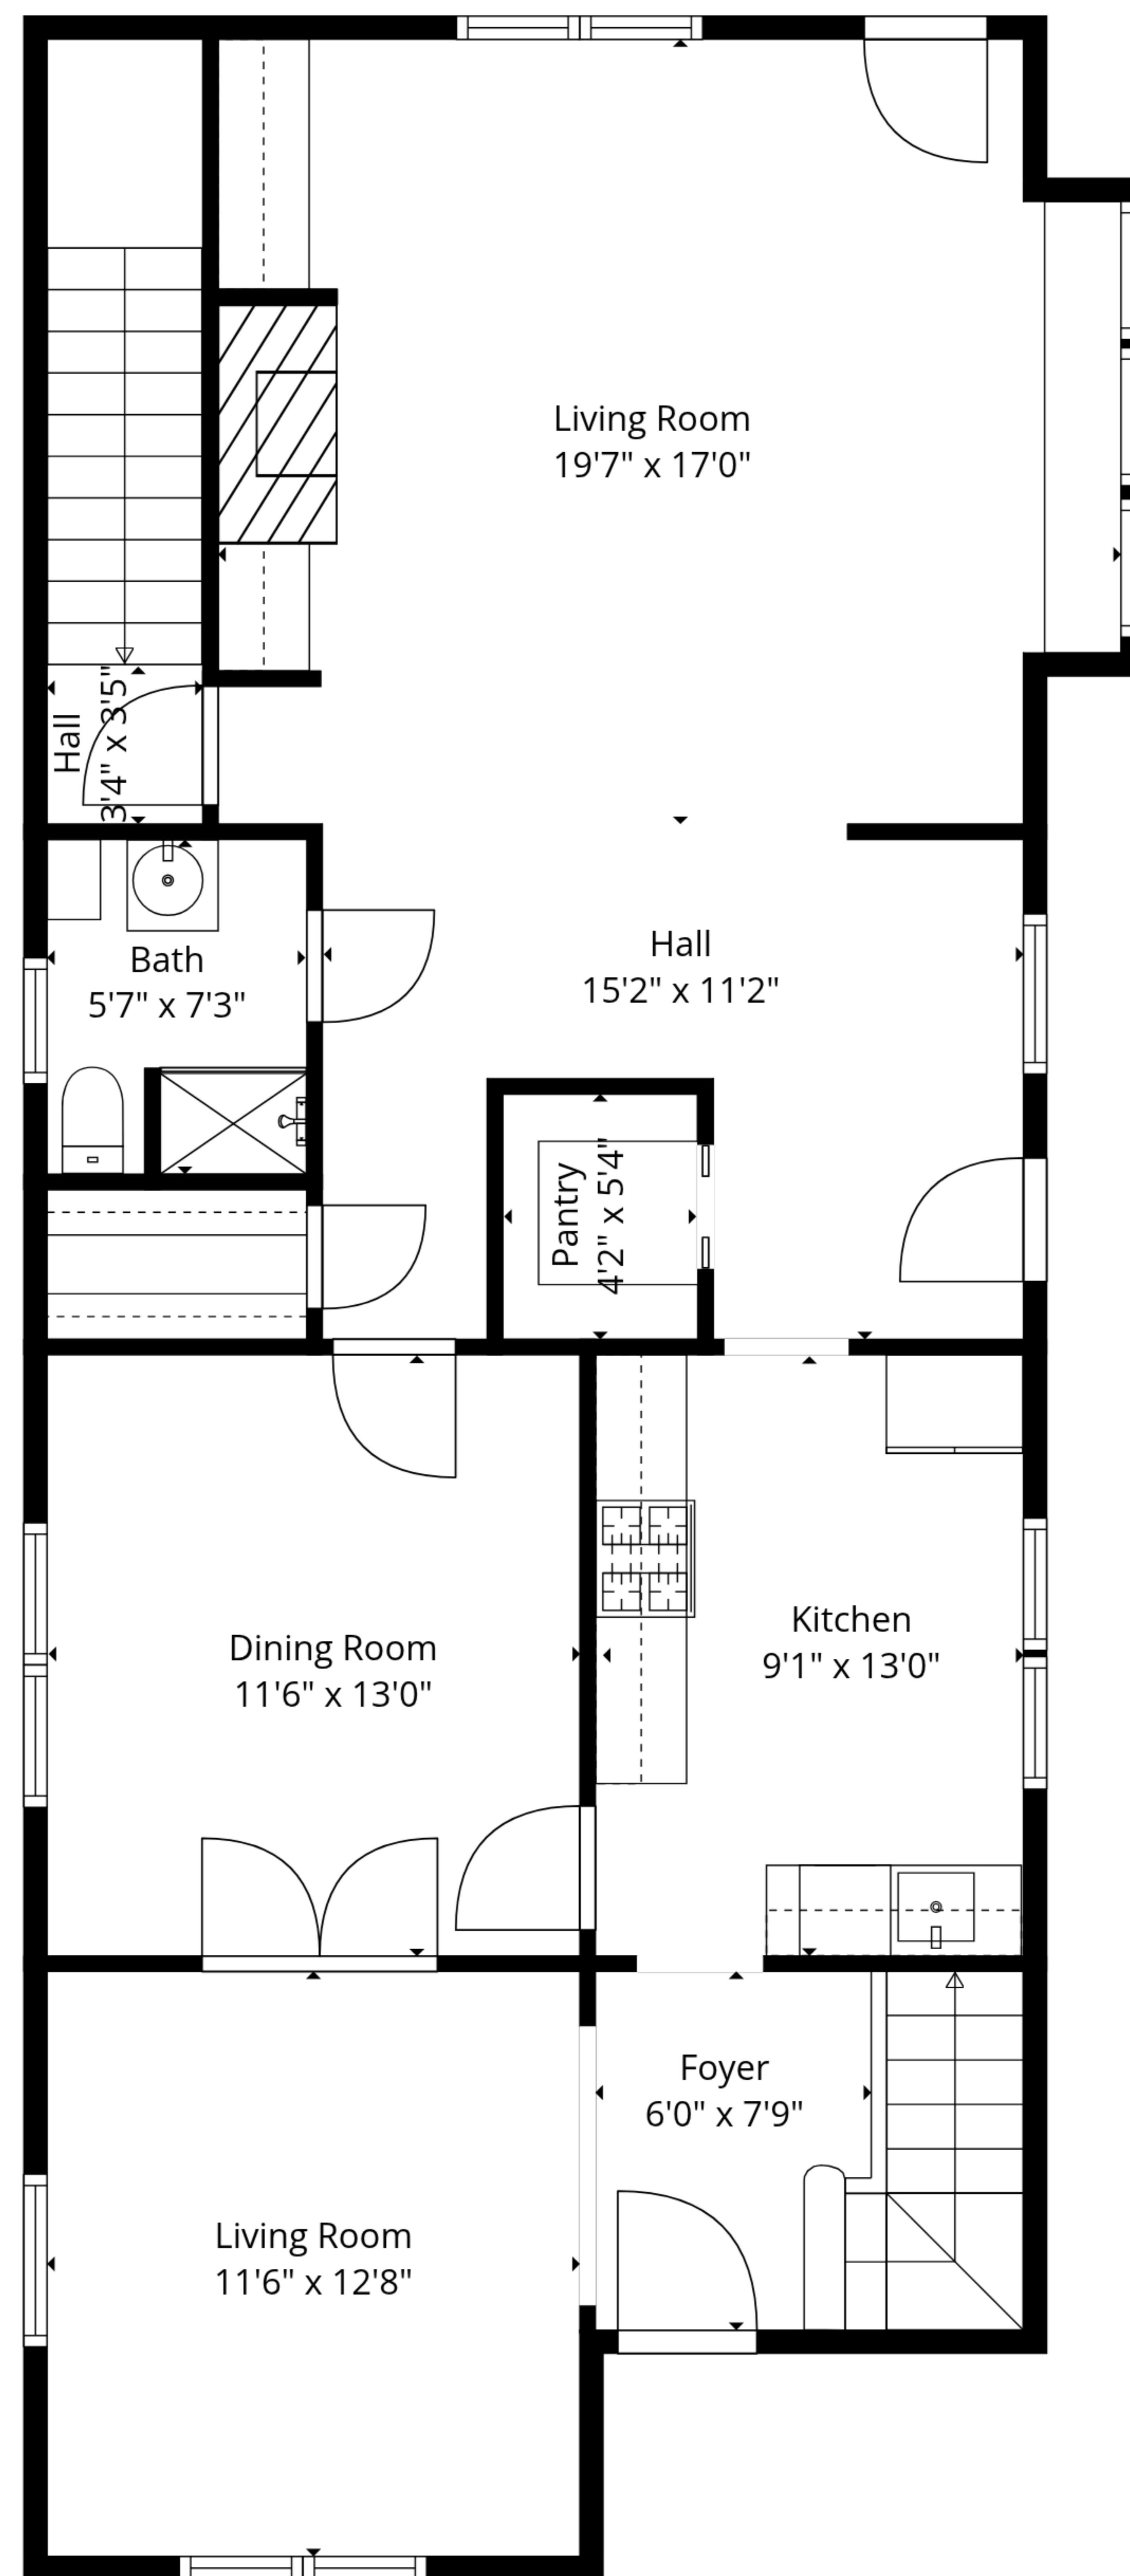 Living Room
19'7" x 17'0"
Hall
3'4" x 3'5"
Hall
15'2" x 11'2"
Bath
5'7" x 7'3"
Pantry
4'2" x 5'4"
Kitchen
9'1" x 13'0"
Dining Room
11'6" x 13'0"
Foyer
6'0" x 7'9"
Living Room
11'6" x 12'8"